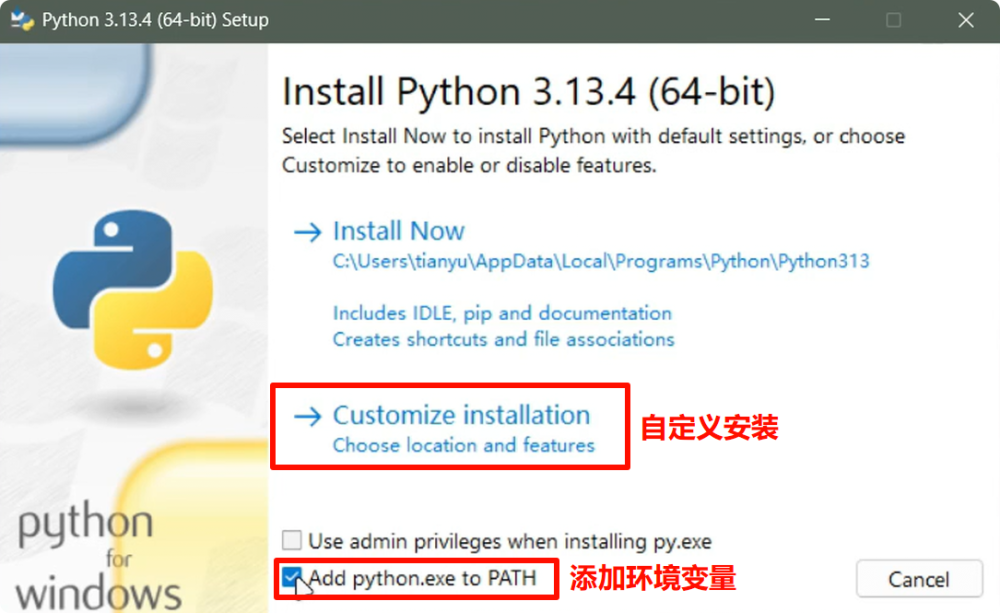 Python 3.13.4 (64-bit) Setup
Install Python 3.13.4 (64-bit)
Select Install Now to install Python with default settings, or choose
Customize to enable or disable features.
Install Now
C:\Users\tianyu\AppData\Local\Programs\Python\Python313
Includes IDLE, pip and documentation
Creates shortcuts and file associations
Customize installation
自定义安装
Choose location and features
Use admin privileges when installing py.exe
Add python.exe to PATH
添加环境变量
Cancel
python
for
windows